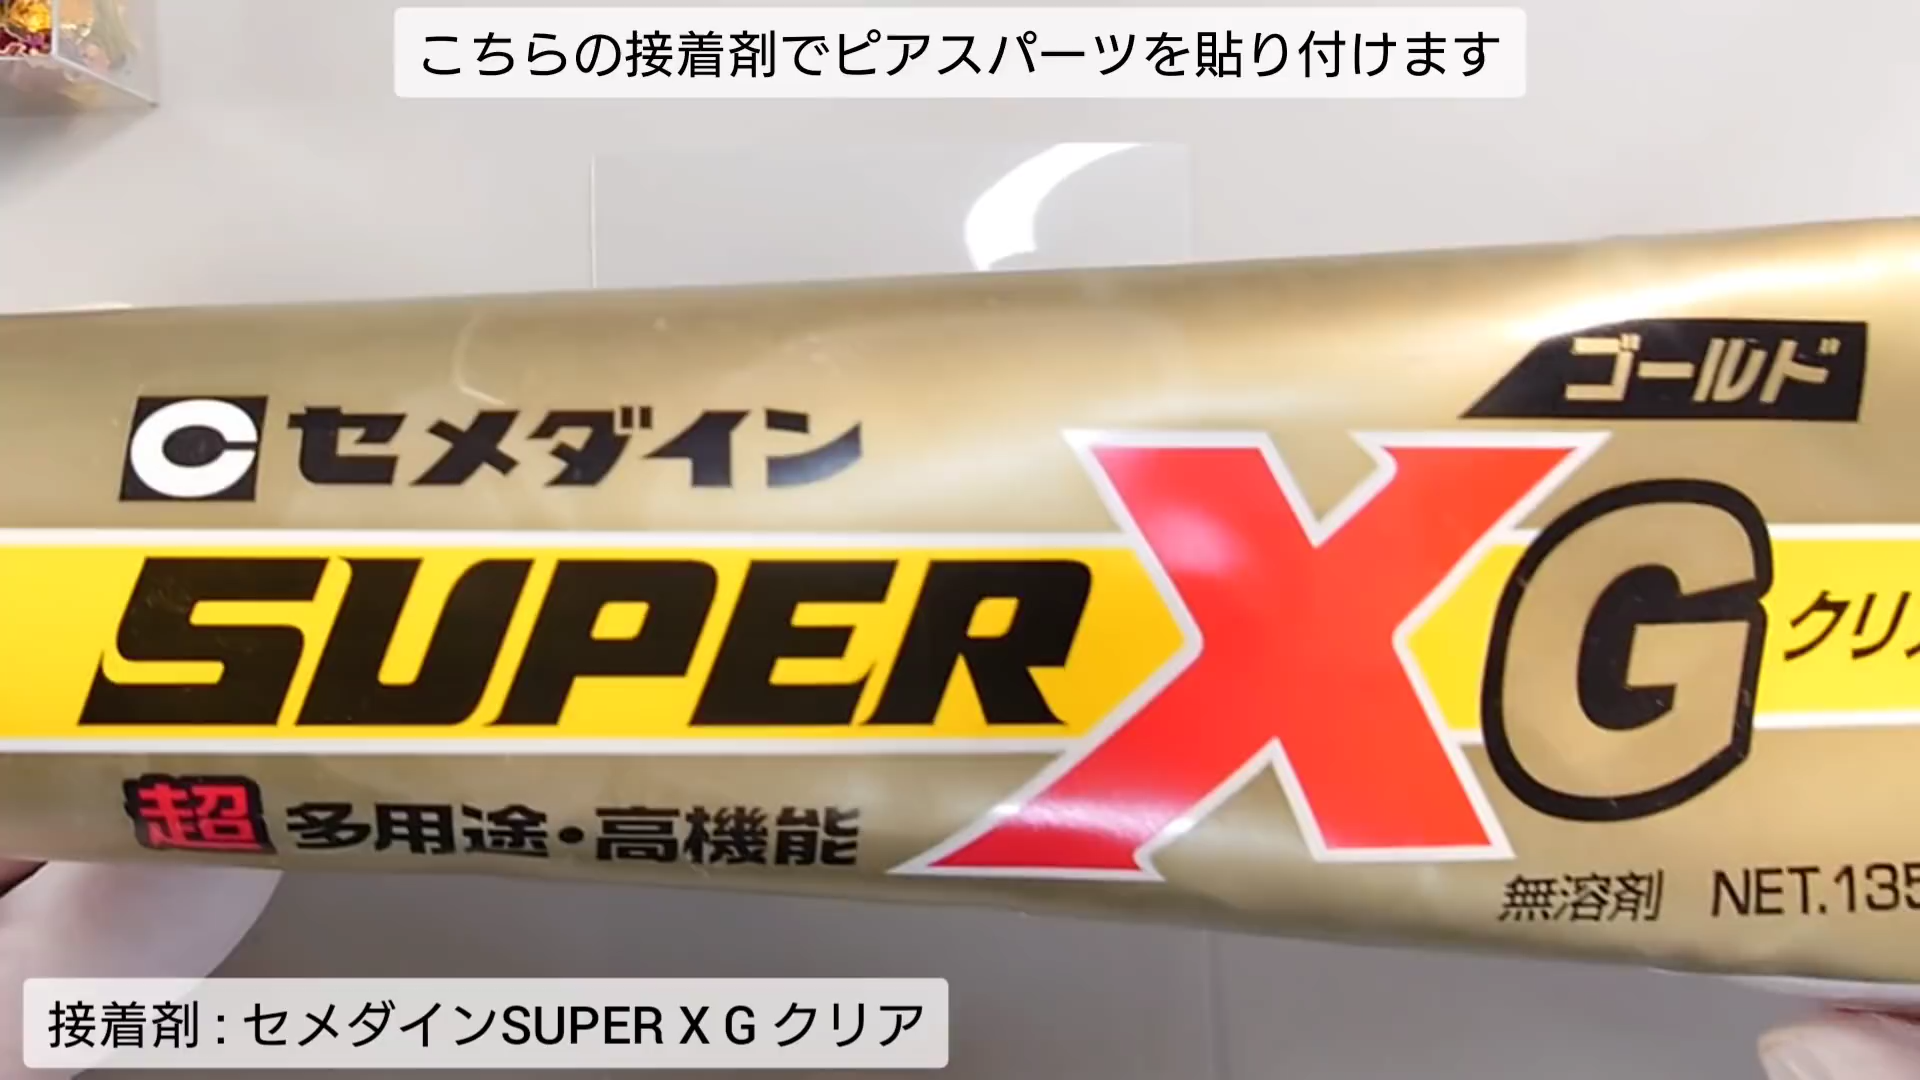 こちらの接着剤でピアスパーツを貼り付けます
ゴールド
C セメダイン
SUPER XG
超 多用途・高機能
無溶剤 NET.135
接着剤 : セメダインSUPER X G クリア